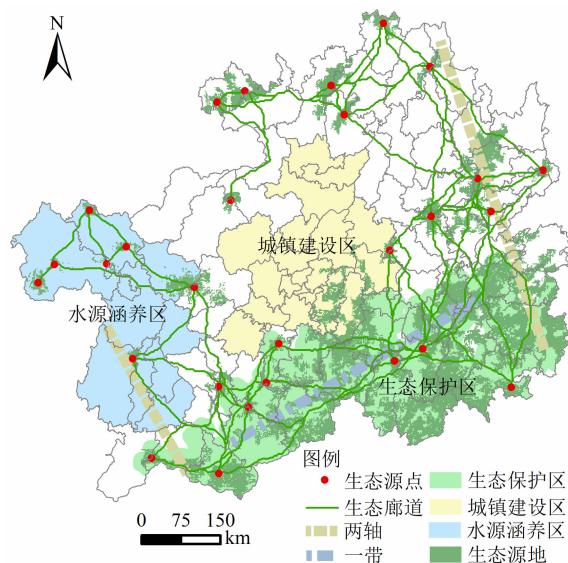 N
城镇建设区
水源涵养区
生态保护区
图例
生态源点
生态保护区
生态廊道
城镇建设区
两轴
水源涵养区
一带
生态源地
0 75 150
km